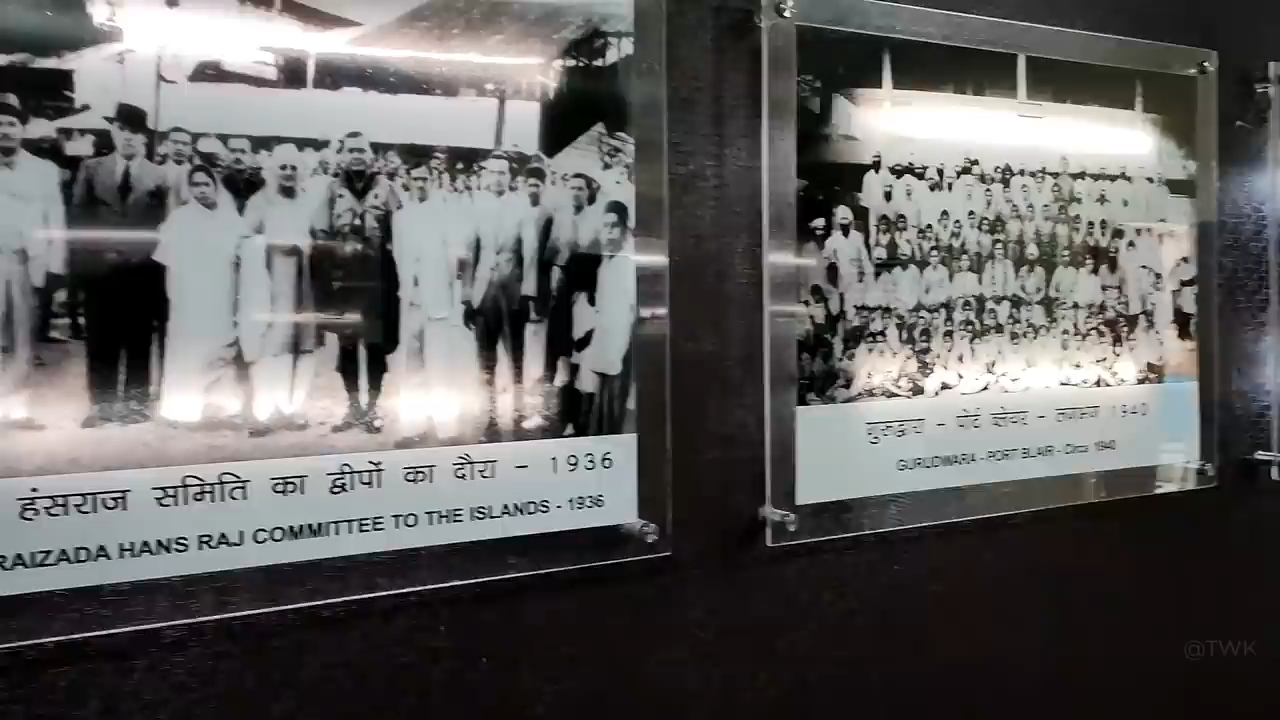 हंसराज समिति का द्वीपों का दौरा - 1936
RAIZADA HANS RAJ COMMITTEE TO THE ISLANDS - 1936
गुरुद्वारा - पोर्ट ब्लेयर - लगभग 1940
GURUDWARA - PORT BLAIR - Circa 1940
@TWK